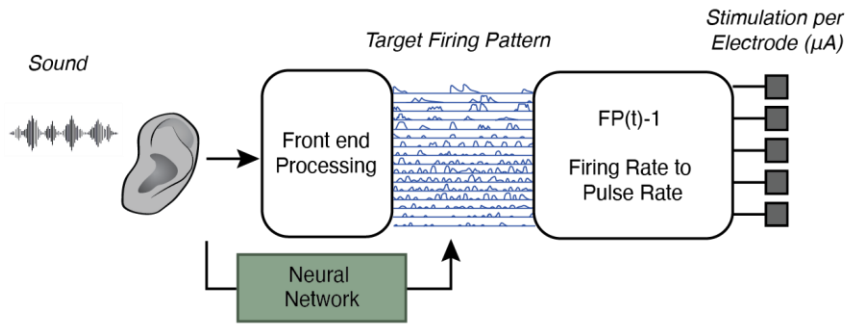 Sound
Target Firing Pattern
Stimulation per
Electrode (µA)
Front end
Processing
FP(t)-1
Firing Rate to
Pulse Rate
Neural
Network